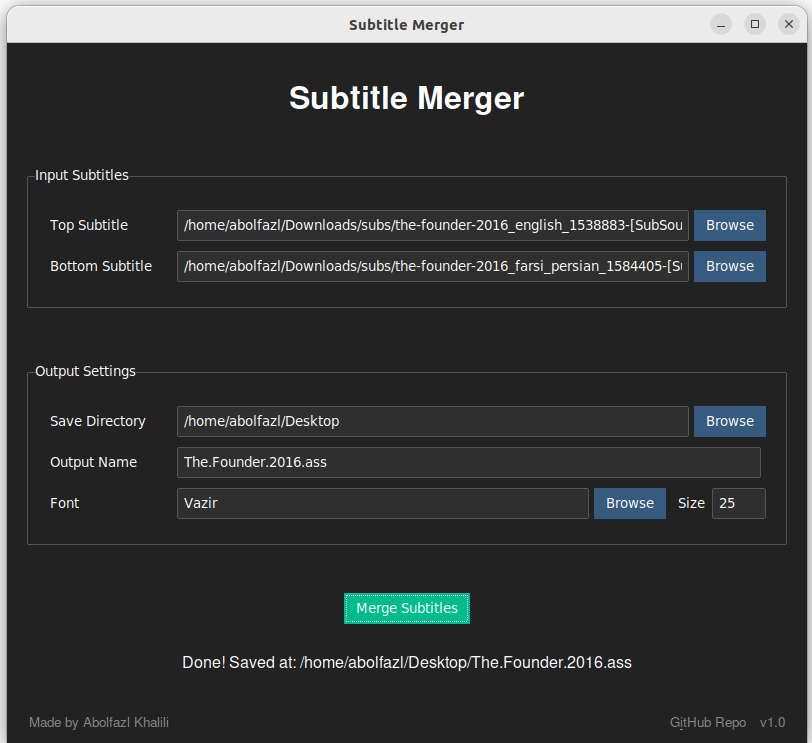 Subtitle Merger
Subtitle Merger
Input Subtitles
Top Subtitle /home/abolfazl/Downloads/subs/the-founder-2016_english_1538883-[SubSou Browse
Bottom Subtitle /home/abolfazl/Downloads/subs/the-founder-2016_farsi_persian_1584405-[Su Browse
Output Settings
Save Directory /home/abolfazl/Desktop Browse
Output Name The.Founder.2016.ass
Font Vazir Browse Size 25
Merge Subtitles
Done! Saved at: /home/abolfazl/Desktop/The.Founder.2016.ass
Made by Abolfazl Khalili GitHub Repo v1.0